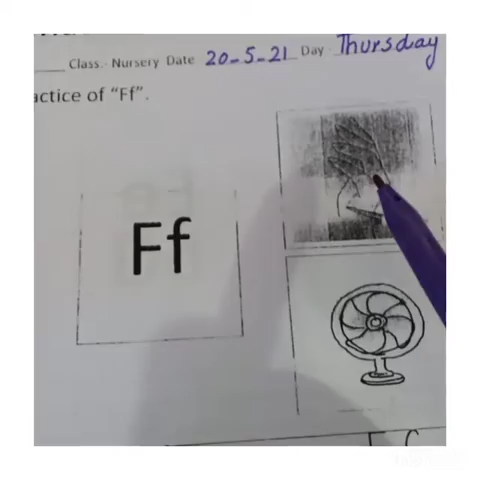 Class:- Nursery Date 20-5-21 Day - Thursday
actice of "Ff".
Ff